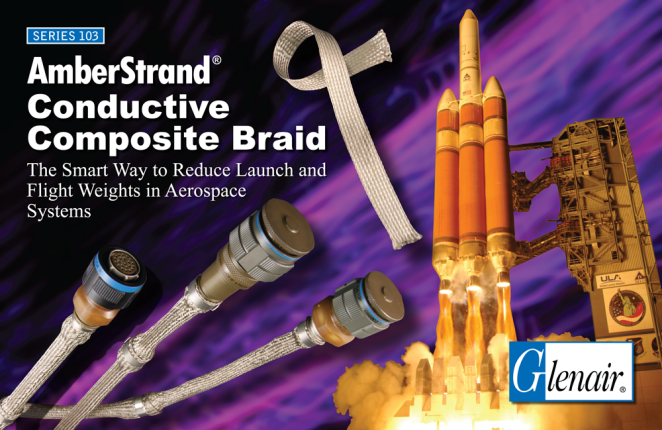 SERIES 103
AmberStrand®
Conductive
Composite Braid
The Smart Way to Reduce Launch and
Flight Weights in Aerospace
Systems
ULA
Glenair®